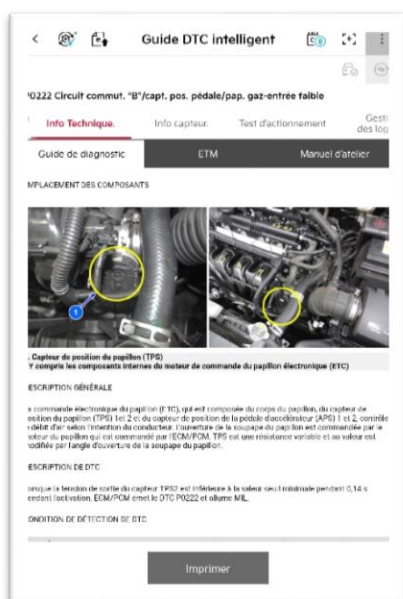 Guide DTC intelligent
'0222 Circuit commut. "B"/capt. pos. pédale/pap. gaz-entrée faible
Info Technique. Info capteur. Test d'actionnement Gesti
des log
Guide de diagnostic ETM Manuel d'atelier
MPLACEMENT DES COMPOSANTS
1
. Capteur de position du papillon (TPS)
Y compris les composants internes du moteur de commande du papillon électronique (ETC)
ESCRIPTION GÉNÉRALE
a commande électronique du papillon (ETC), qui est composée du corps du papillon, du capteur de
osition du papillon (TPS) 1et 2 et du capteur de position de la pédale d'accélérateur (APS) 1 et 2, contrôle
débit d'air selon l'intention du conducteur. L'ouverture de la soupape du papillon est commandée par le
oteur du papillon qui est commandé par l'ECM/PCM. TPS est une résistance variable et sa valeur est
odifiée par l'angle d'ouverture de la soupape du papillon.
ESCRIPTION DE DTC
orsque la tension de sortie du capteur TPS2 est inférieure à la valeur seuil minimale pendant 0,14 s
endant l'activation, ECM/PCM émet le DTC P0222 et allume MIL.
ONDITION DE DÉTECTION DE DTC
Imprimer